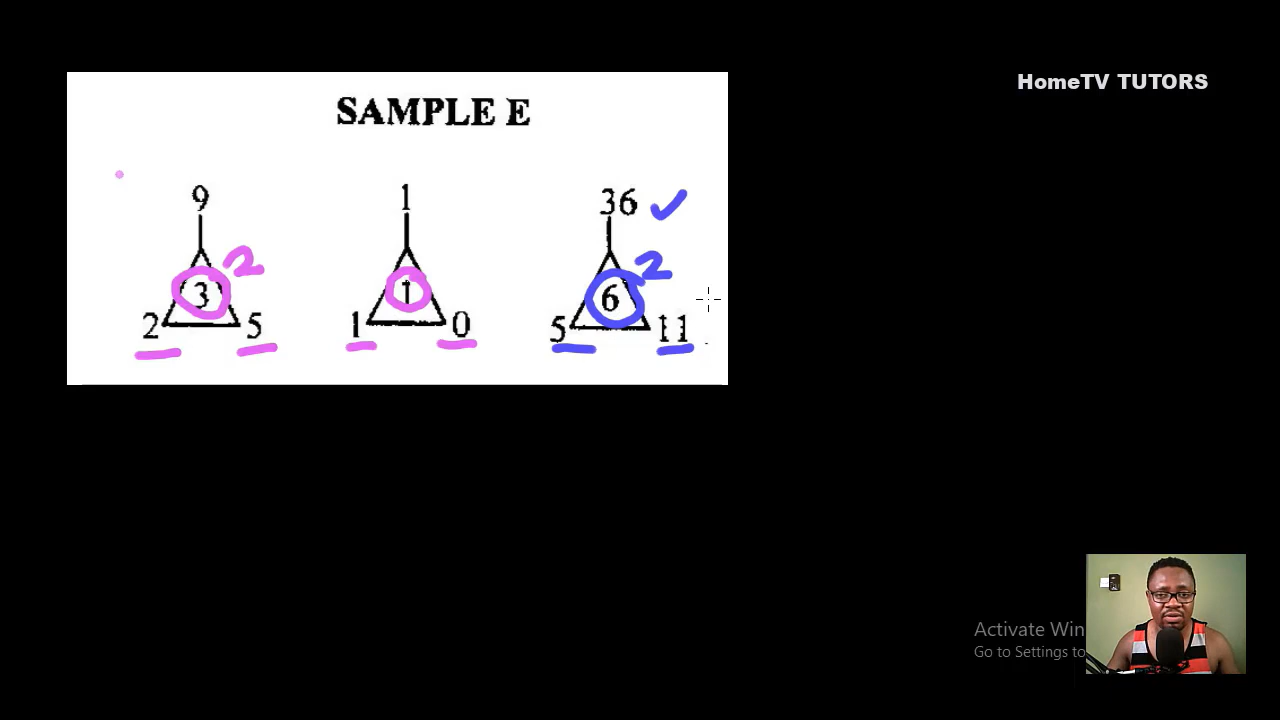 HomeTV TUTORS
SAMPLE E
9 1 36
2 2
3 1 6
2 5 1 0 5 11
Activate Win
Go to Settings to